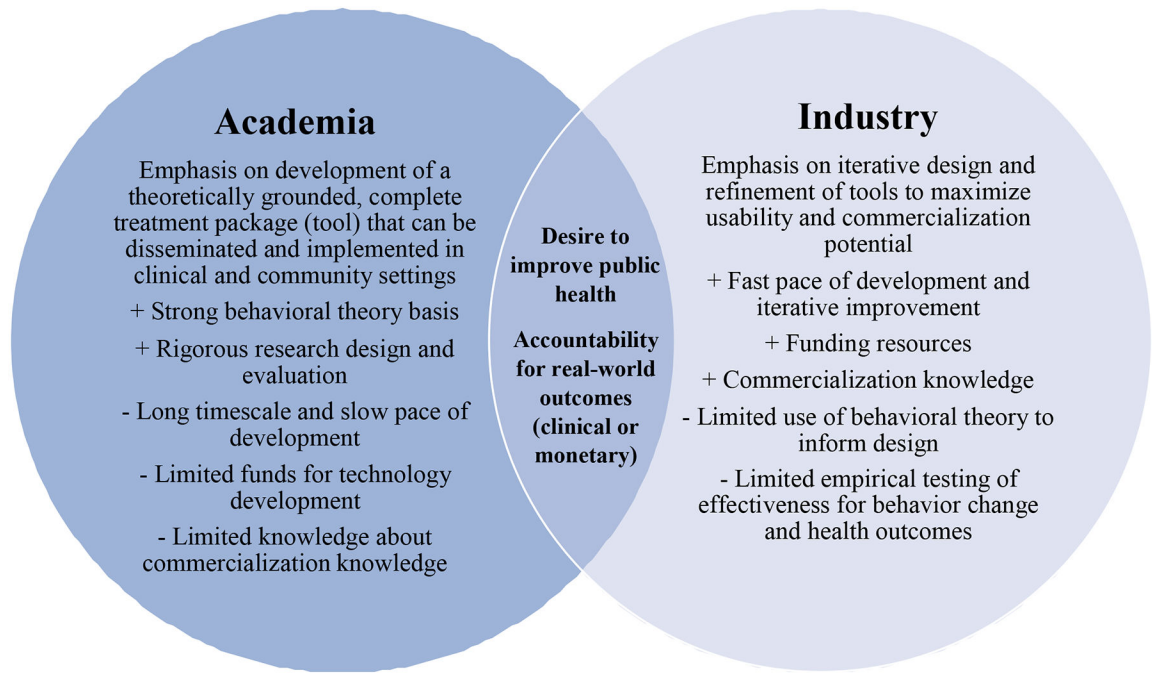 Academia
Emphasis on development of a
theoretically grounded, complete
treatment package (tool) that can be
disseminated and implemented in
clinical and community settings
+ Strong behavioral theory basis
+ Rigorous research design and
evaluation
- Long timescale and slow pace of
development
- Limited funds for technology
development
- Limited knowledge about
commercialization knowledge
Desire to
improve public
health
Accountability
for real-world
outcomes
(clinical or
monetary)
Industry
Emphasis on iterative design and
refinement of tools to maximize
usability and commercialization
potential
+ Fast pace of development and
iterative improvement
+ Funding resources
+ Commercialization knowledge
- Limited use of behavioral theory to
inform design
- Limited empirical testing of
effectiveness for behavior change
and health outcomes